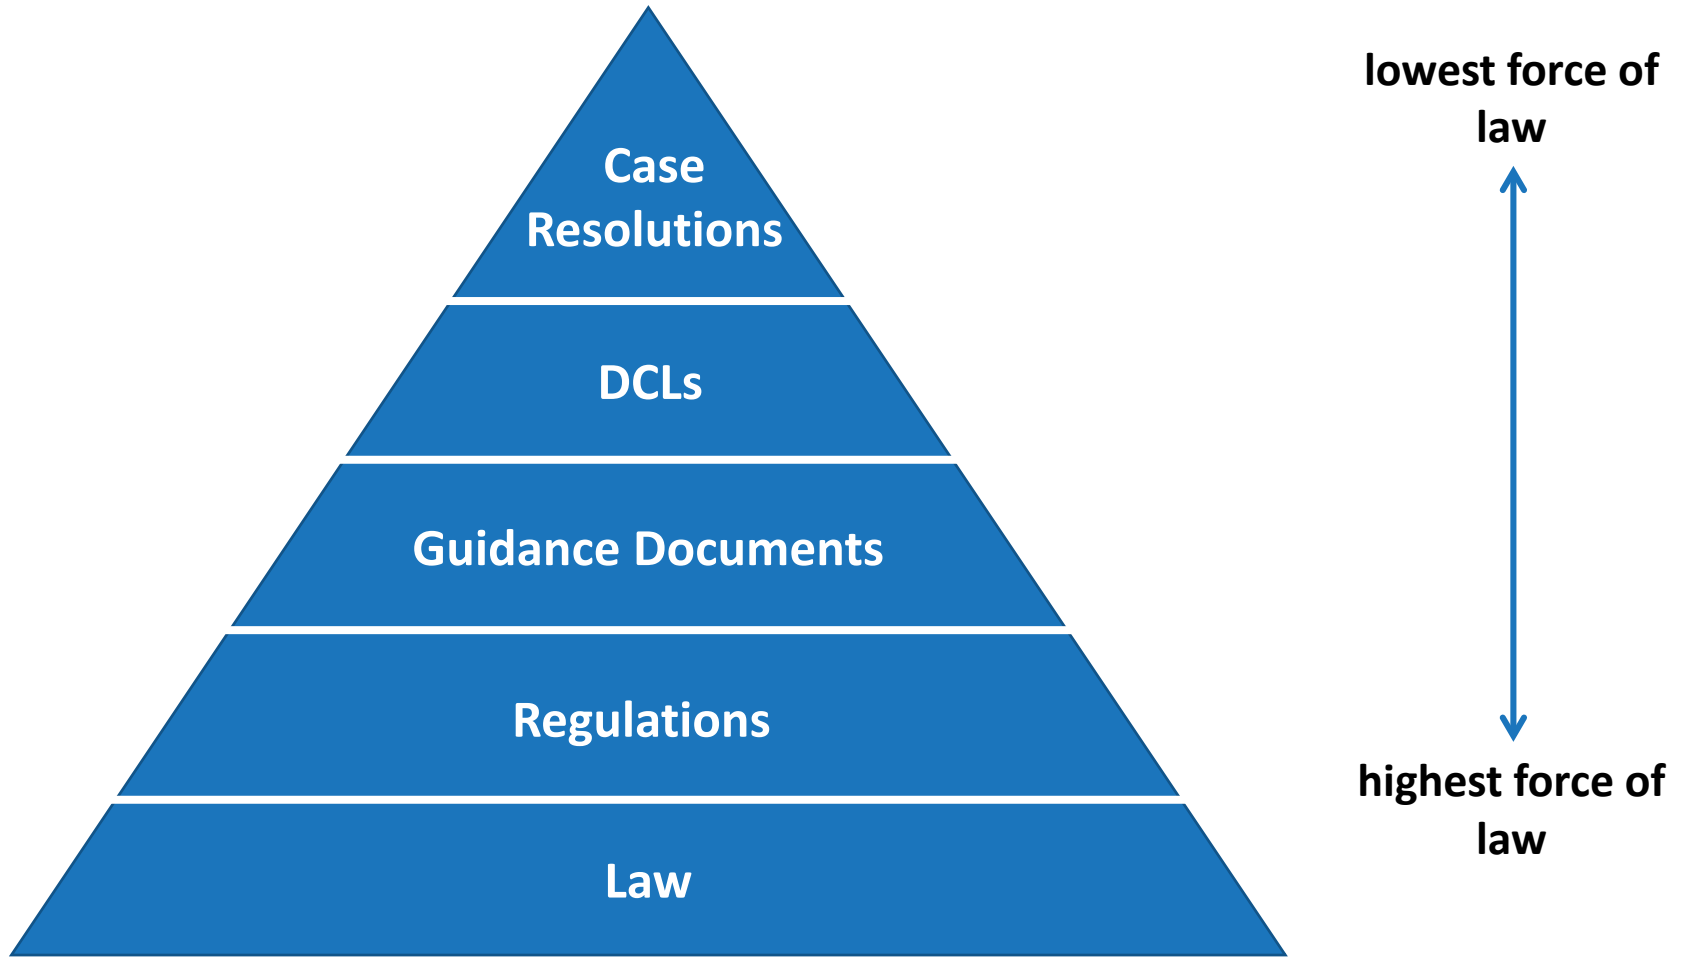 Case
Resolutions
DCLs
Guidance Documents
Regulations
Law
lowest force of
law
highest force of
law